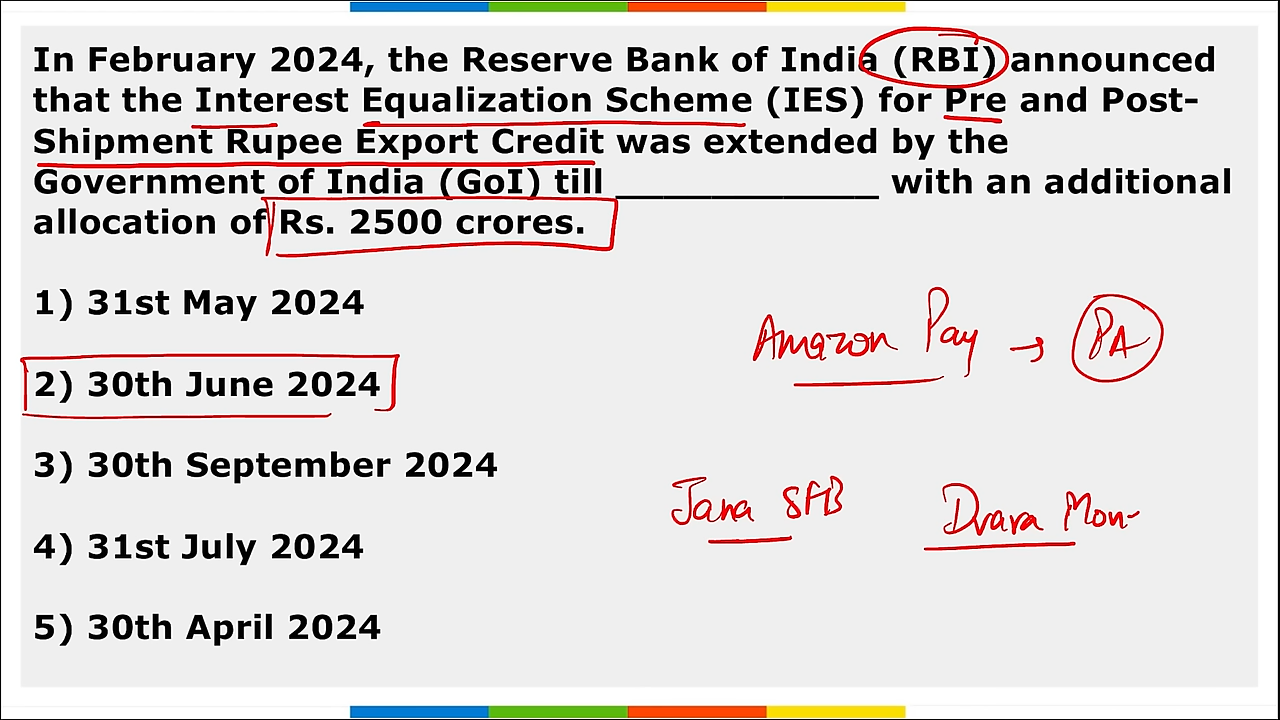 In February 2024, the Reserve Bank of India (RBI) announced
that the Interest Equalization Scheme (IES) for Pre and Post-
Shipment Rupee Export Credit was extended by the
Government of India (GoI) till ________________ with an additional
allocation of Rs. 2500 crores.
1) 31st May 2024
Amazon Pay → PA
2) 30th June 2024
3) 30th September 2024
Jana SFB
4) 31st July 2024
5) 30th April 2024